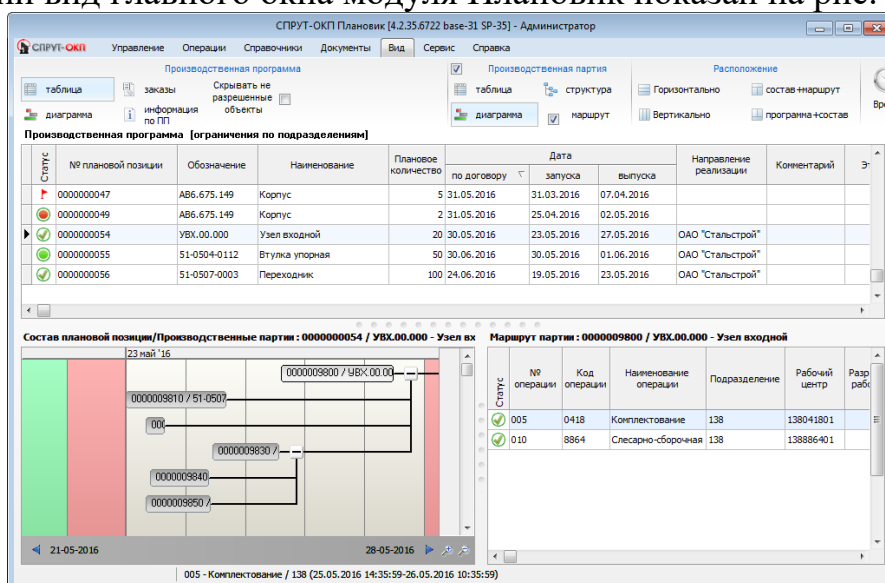 вид главного окна модуля Плановик показан на рис.
СПРУТ-ОКП Плановик [4.2.35.6722 base-31 SP-35] - Администратор
СПРУТ-ОКП Управление Операции Справочники Документы Вид Сервис Справка
Производственная программа Производственная партия Расположение
таблица заказы Скрывать не разрешенные объекты таблица структура Горизонтально состав+маршрут
диаграмма информация по ПП диаграмма маршрут Вертикально программа+состав
Производственная программа [ограничения по подразделениям]
Статус № плановой позиции Обозначение Наименование Плановое количество Дата Направление реализации Комментарий
по договору запуска выпуска
0000000047 АВ6.675.149 Корпус 5 31.05.2016 31.03.2016 07.04.2016
0000000049 АВ6.675.149 Корпус 2 31.05.2016 25.04.2016 02.05.2016
0000000054 УВХ.00.000 Узел входной 20 30.05.2016 23.05.2016 27.05.2016 ОАО "Стальстрой"
0000000055 51-0504-0112 Втулка упорная 50 30.06.2016 30.05.2016 01.06.2016 ОАО "Стальстрой"
0000000056 51-0507-0003 Переходник 100 24.06.2016 19.05.2016 23.05.2016 ОАО "Стальстрой"
Состав плановой позиции/Производственные партии : 0000000054 / УВХ.00.000 - Узел вх
23 май '16
0000009800 / УВХ.00.00
0000009810 / 51-0507
000
0000009830 /
0000009840
0000009850 /
21-05-2016 28-05-2016
Маршрут партии : 0000009800 / УВХ.00.000 - Узел входной
Статус № операции Код операции Наименование операции Подразделение Рабочий центр
005 0418 Комплектование 138 138041801
010 8864 Слесарно-сборочная 138 138886401
005 - Комплектование / 138 (25.05.2016 14:35:59-26.05.2016 10:35:59)